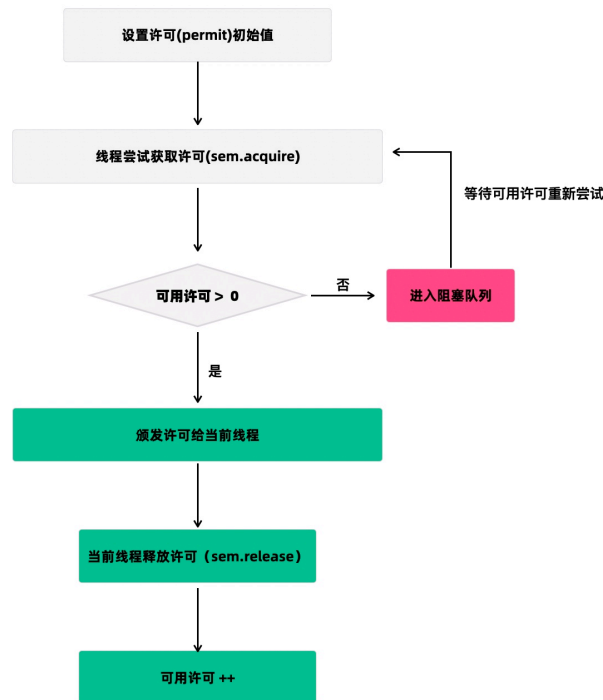 设置许可(permit)初始值
线程尝试获取许可(sem.acquire)
等待可用许可重新尝试
可用许可 > 0
否
进入阻塞队列
是
颁发许可给当前线程
当前线程释放许可（sem.release）
可用许可 ++